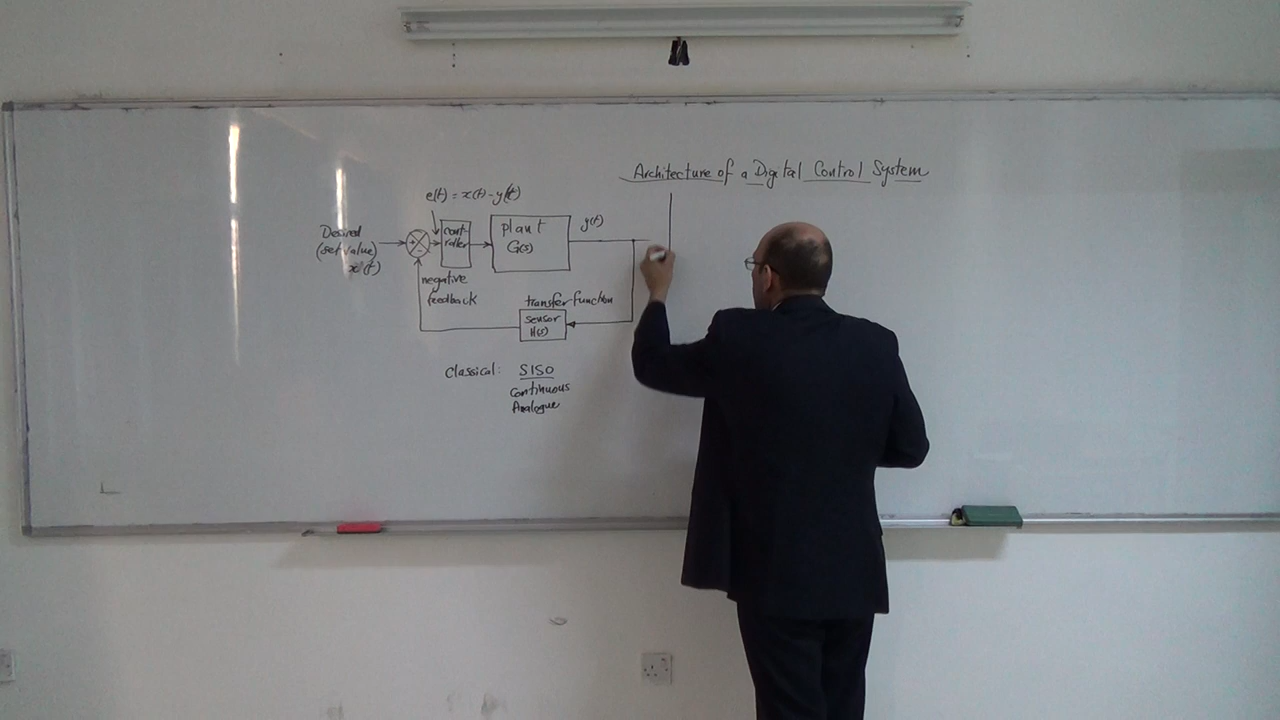 Architecture of a Digital Control System
e(t) = x(t) - y(t)
Desired
(set value)
x(t)
+
-
cont-
roller
plant
G(s)
y(t)
negative
feedback
transfer function
sensor
H(s)
Classical: SISO
Continuous
Analogue